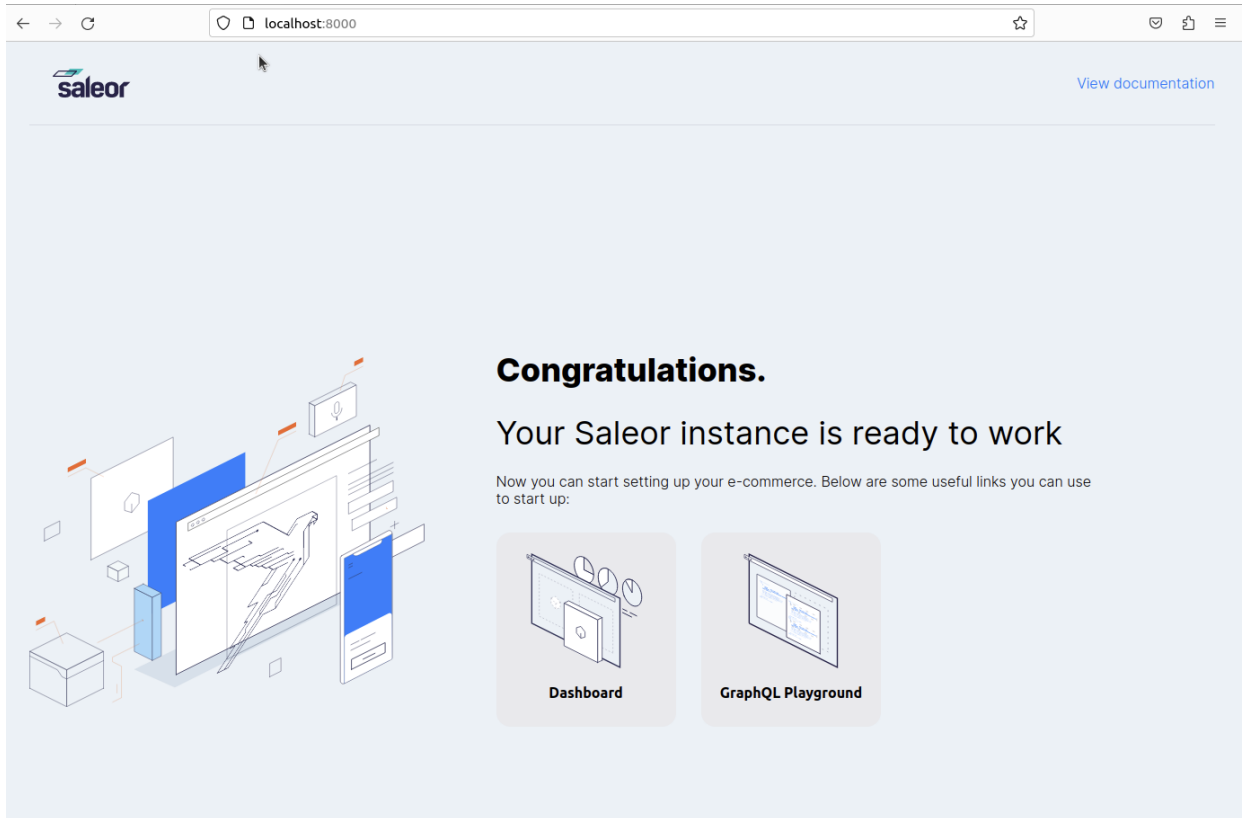 localhost:8000
saleor
View documentation
Congratulations.
Your Saleor instance is ready to work
Now you can start setting up your e-commerce. Below are some useful links you can use
to start up:
Dashboard
GraphQL Playground